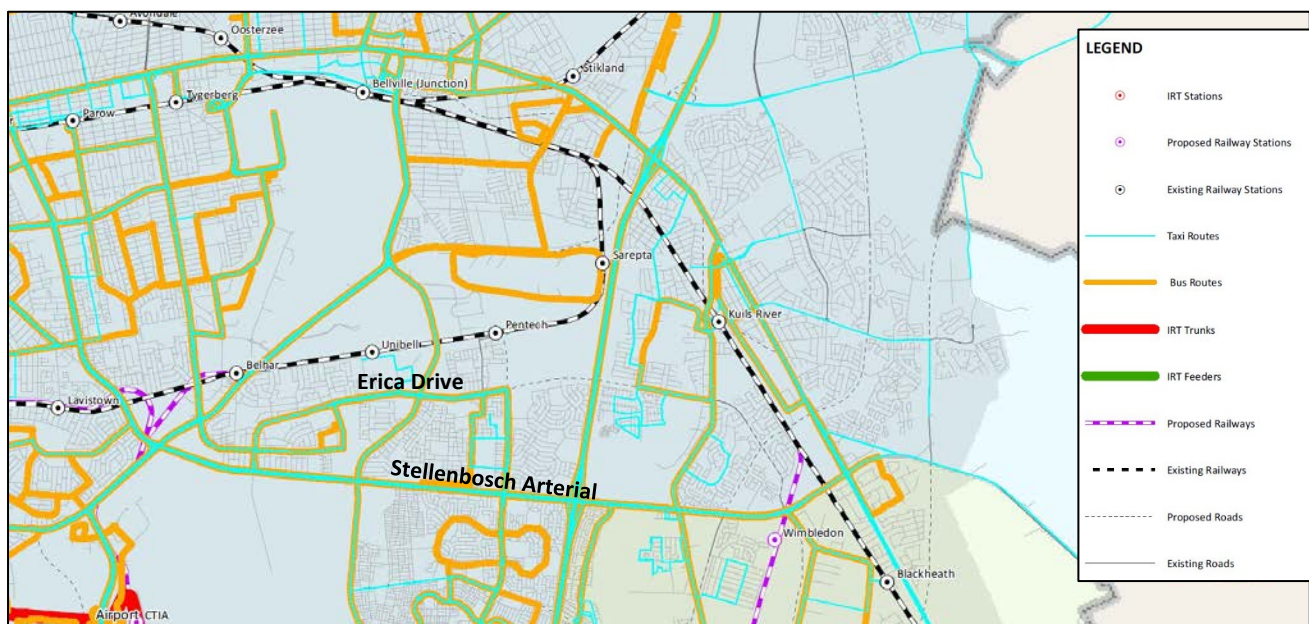 Avondale
Oosterzee
Stikland
Bellville (Junction)
Tygerberg
Parow
Sarepta
Kuils River
Pentech
Unibell
Belhar
Erica Drive
Lavistown
Stellenbosch Arterial
Wimbledon
Blackheath
Airport CTIA
LEGEND
IRT Stations
Proposed Railway Stations
Existing Railway Stations
Taxi Routes
Bus Routes
IRT Trunks
IRT Feeders
Proposed Railways
Existing Railways
Proposed Roads
Existing Roads